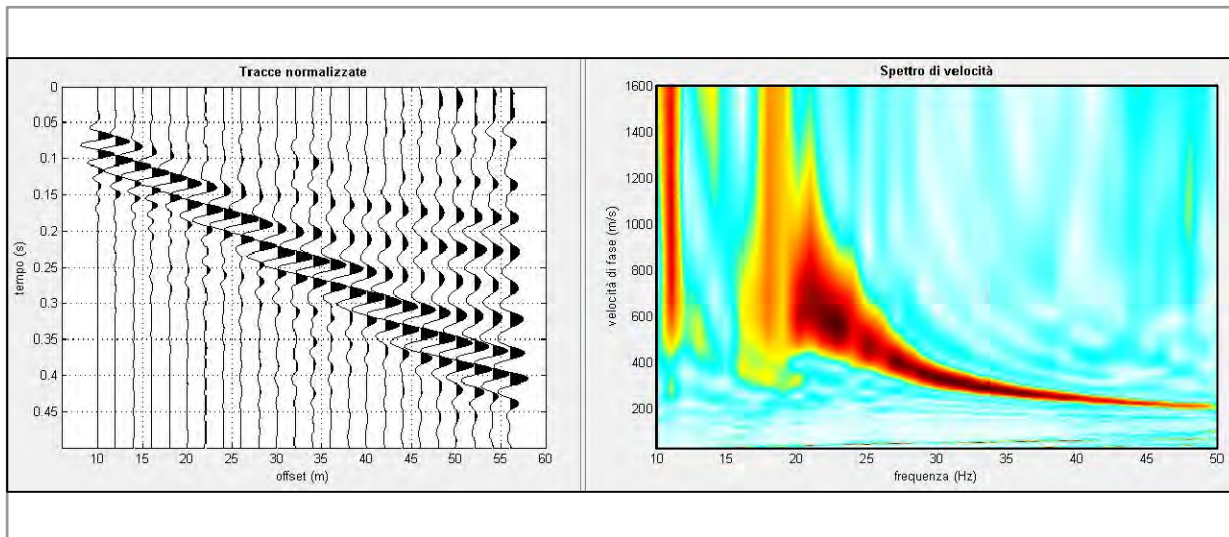 Tracce normalizzate
0
0.05
0.1
0.15
0.2
0.25
0.3
0.35
0.4
0.45
tempo (s)
10 15 20 25 30 35 40 45 50 55 60
offset (m)
Spettro di velocità
1600
1400
1200
1000
800
600
400
200
velocità di fase (m/s)
10 15 20 25 30 35 40 45 50
frequenza (Hz)